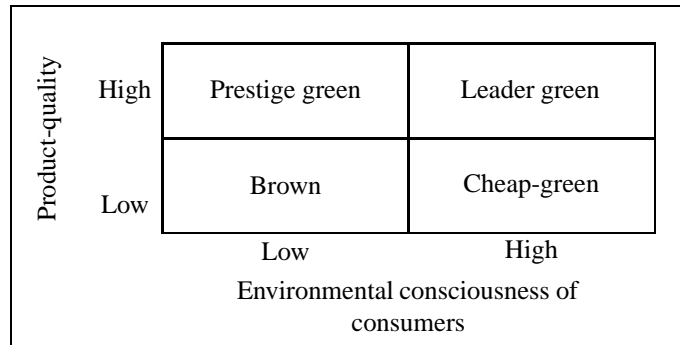 Product-quality
High
Prestige green
Leader green
Low
Brown
Cheap-green
Low
High
Environmental consciousness of
consumers